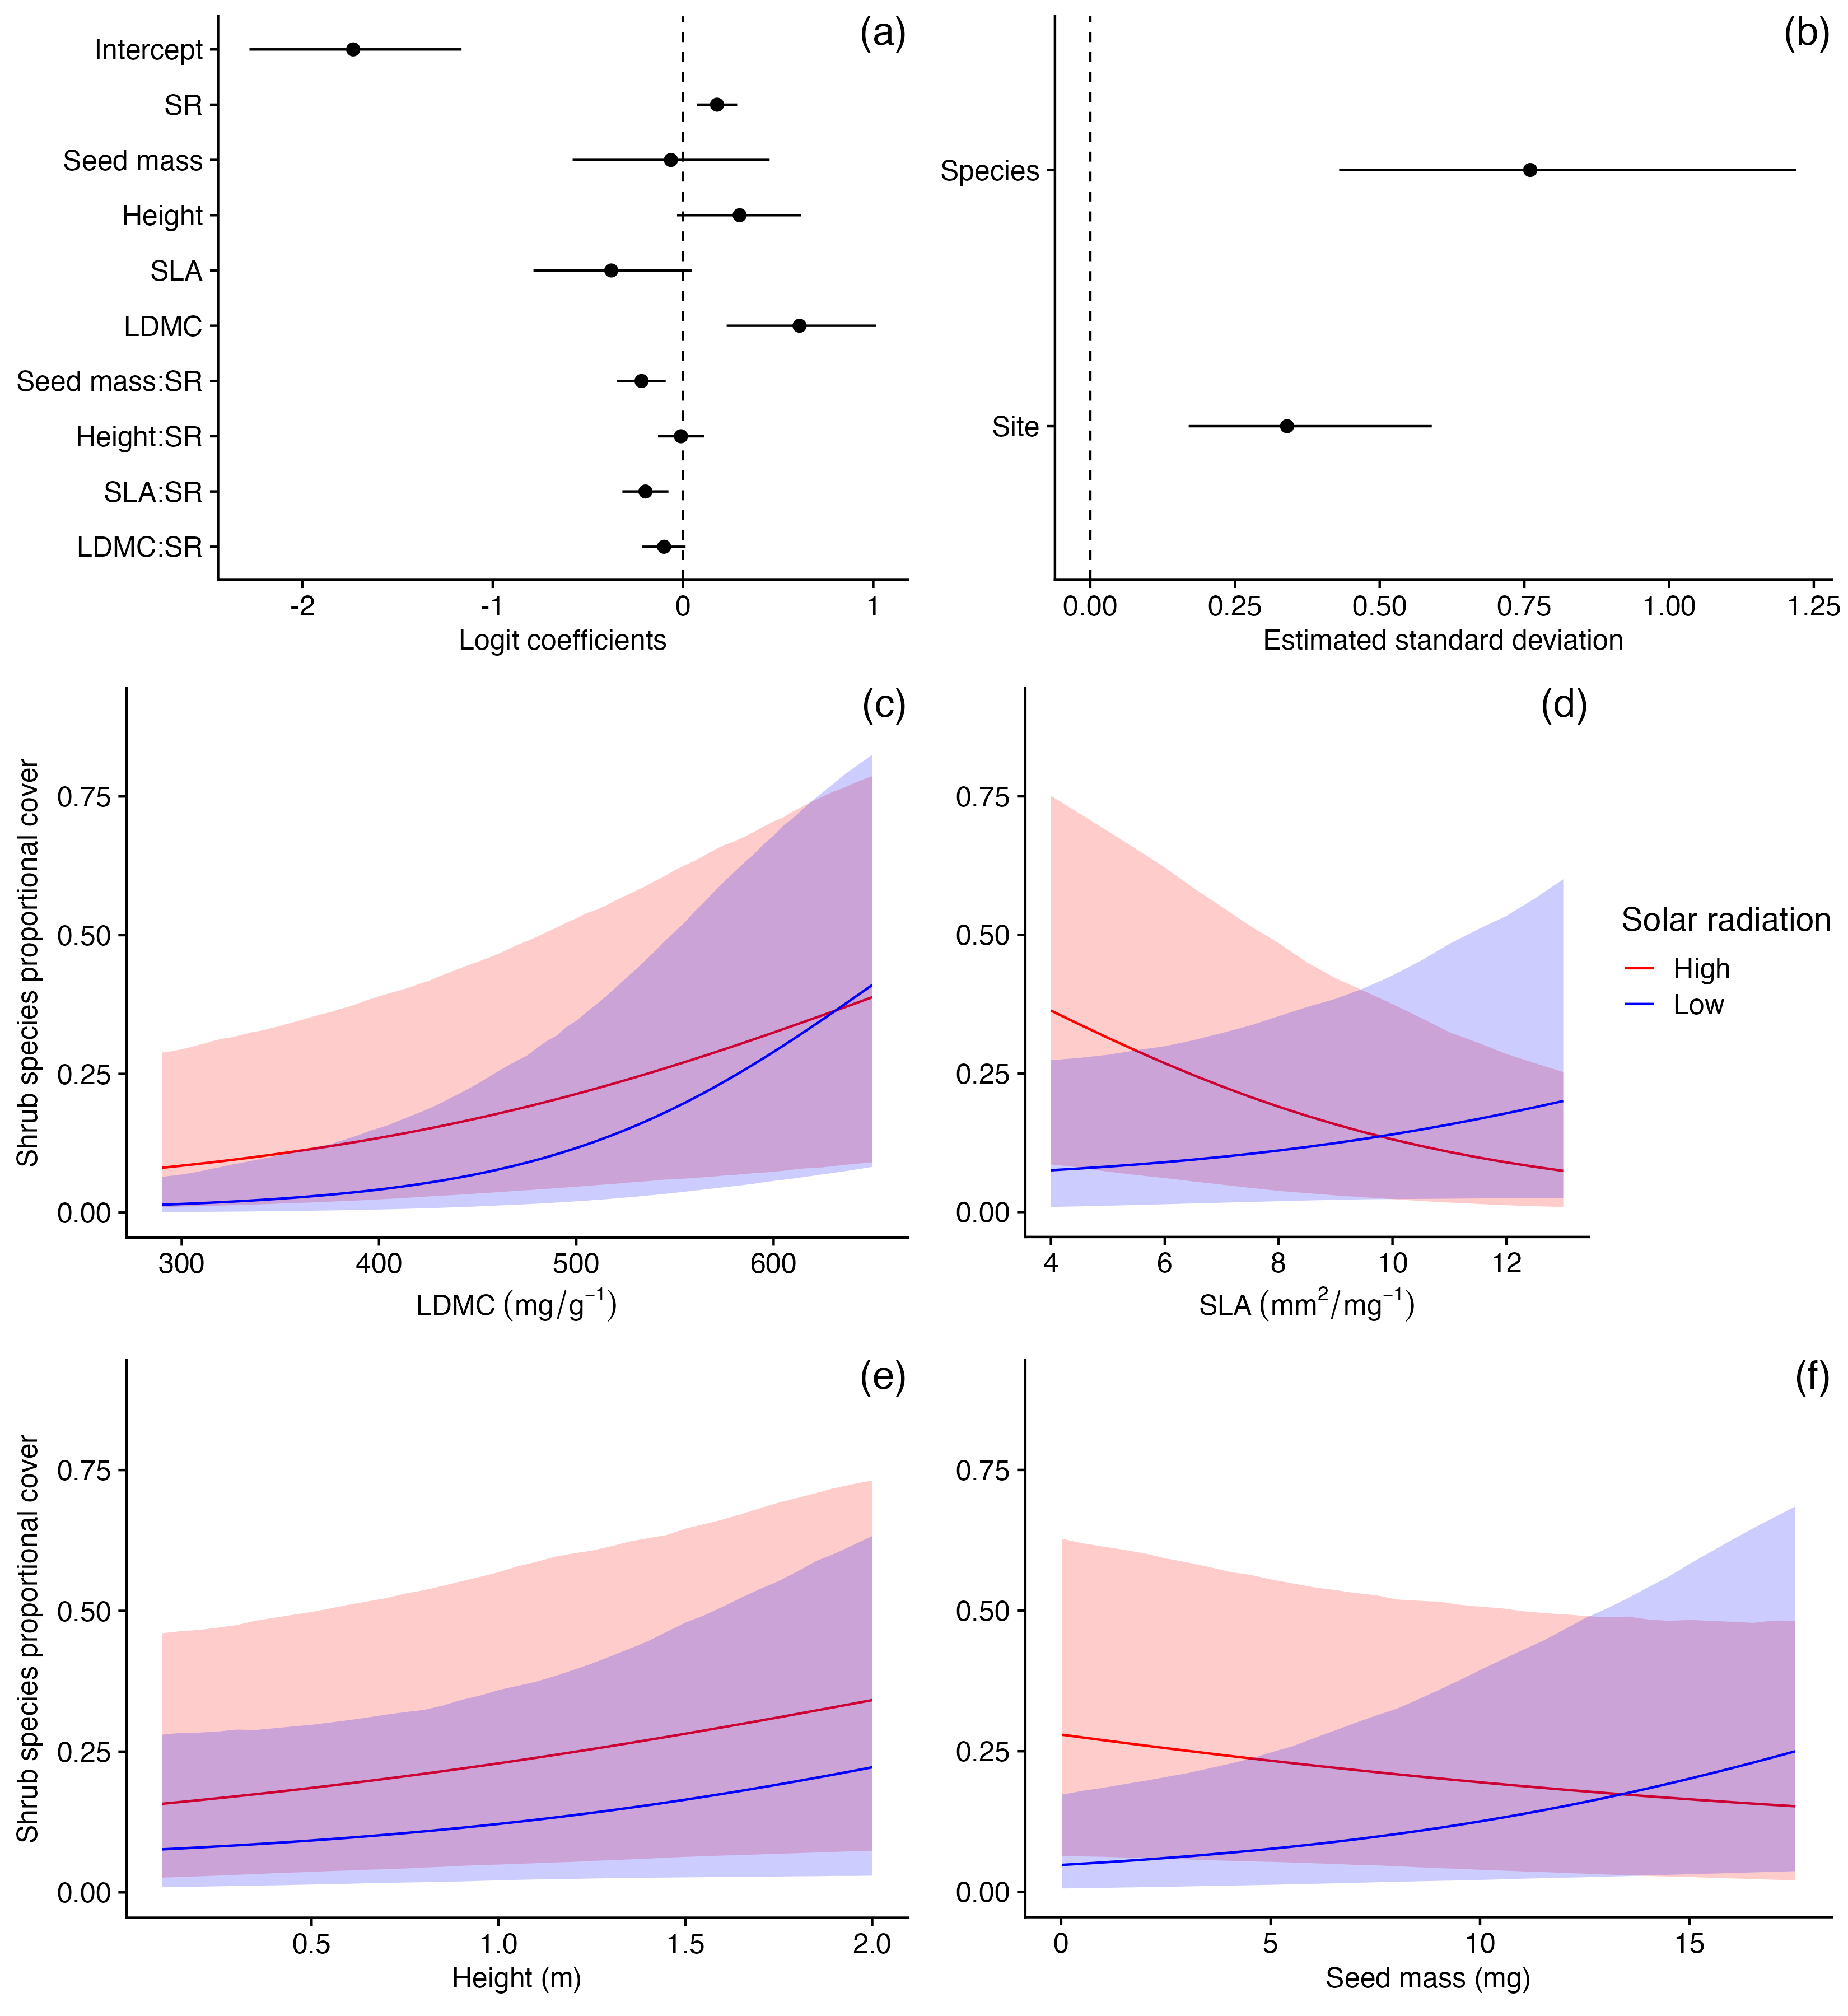 (a)
Intercept
SR
Seed mass
Height
SLA
LDMC
Seed mass:SR
Height:SR
SLA:SR
LDMC:SR
-2 -1 0 1
Logit coefficients
(b)
Species
Site
0.00 0.25 0.50 0.75 1.00 1.25
Estimated standard deviation
(c)
Shrub species proportional cover
0.75
0.50
0.25
0.00
300 400 500 600
LDMC (mg/g⁻¹)
(d)
0.75
0.50
0.25
0.00
4 6 8 10 12
SLA (mm²/mg⁻¹)
Solar radiation
High
Low
(e)
Shrub species proportional cover
0.75
0.50
0.25
0.00
0.5 1.0 1.5 2.0
Height (m)
(f)
0.75
0.50
0.25
0.00
0 5 10 15
Seed mass (mg)